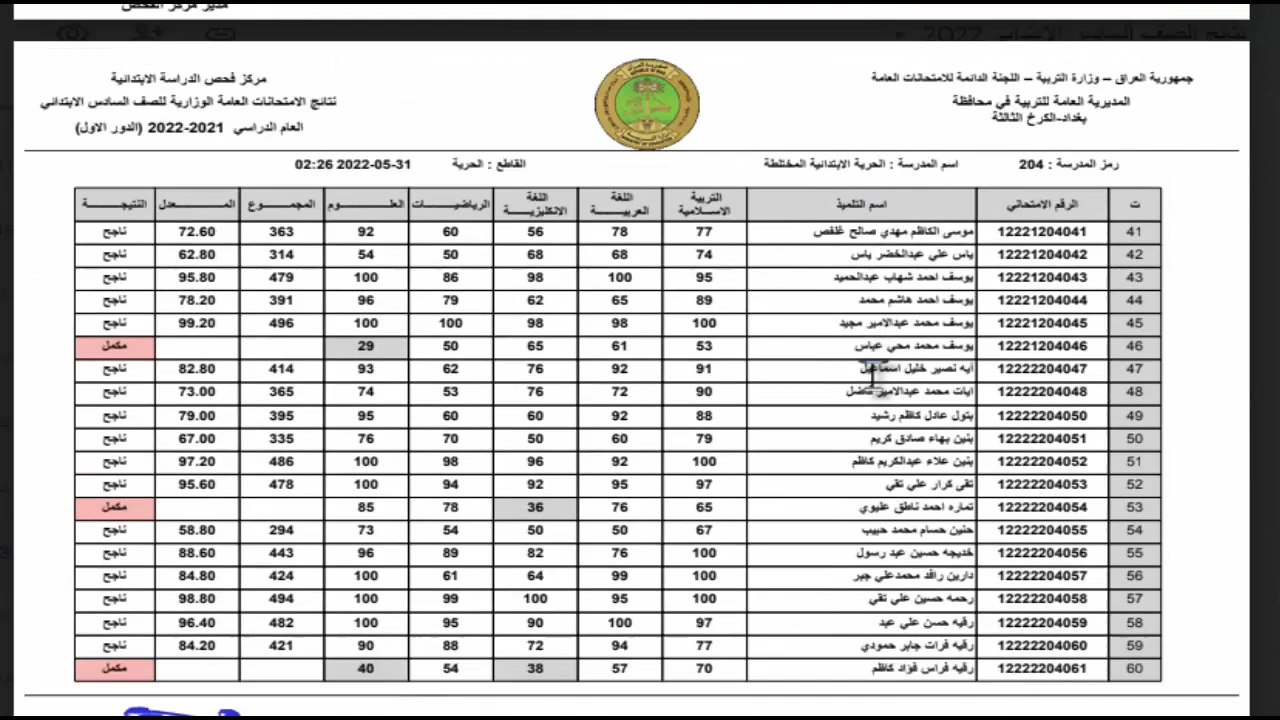 مدير مركز الفحص
جمهورية العراق – وزارة التربية – اللجنة الدائمة للامتحانات العامة
المديرية العامة للتربية في محافظة
بغداد-الكرخ الثالثة
مركز فحص الدراسة الابتدائية
نتائج الامتحانات العامة الوزارية للصف السادس الابتدائي
العام الدراسي 2021-2022 (الدور الاول)
رمز المدرسة : 204 اسم المدرسة : الحرية الابتدائية المختلطة القاطع : الحرية 31-05-2022 02:26
ت الرقم الامتحاني اسم التلميذ التربية الاسلامية اللغة العربية اللغة الانكليزية الرياضيات العلوم المجموع المعدل النتيجة
41 12221204041 موسى الكاظم مهدي صالح غلفص 77 78 56 60 92 363 72.60 ناجح
42 12221204042 ياس علي عبدالخضر ياس 74 68 68 50 54 314 62.80 ناجح
43 12221204043 يوسف احمد شهاب عبدالحميد 95 100 98 86 100 479 95.80 ناجح
44 12221204044 يوسف احمد هاشم محمد 89 65 62 79 96 391 78.20 ناجح
45 12221204045 يوسف محمد عبدالامير مجيد 100 98 98 100 100 496 99.20 ناجح
46 12221204046 يوسف محمد محي عباس 53 61 65 50 29 مكمل
47 12222204047 ايه نصير خليل اسماعيل 91 92 76 62 93 414 82.80 ناجح
48 12222204048 ايات محمد عبدالامير فاضل 90 72 76 53 74 365 73.00 ناجح
49 12222204050 بتول عادل كاظم رشيد 88 92 60 60 95 395 79.00 ناجح
50 12222204051 بنين بهاء صادق كريم 79 60 50 70 76 335 67.00 ناجح
51 12222204052 بنين علاء عبدالكريم كاظم 100 92 96 98 100 486 97.20 ناجح
52 12222204053 تقى كرار علي تقي 97 95 92 94 100 478 95.60 ناجح
53 12222204054 تماره احمد ناطق عليوي 65 76 36 78 85 مكمل
54 12222204055 حنين حسام محمد حبيب 67 50 50 54 73 294 58.80 ناجح
55 12222204056 خديجه حسين عبد رسول 100 76 82 89 96 443 88.60 ناجح
56 12222204057 دارين رافد محمدعلي جبر 100 99 64 61 100 424 84.80 ناجح
57 12222204058 رحمه حسين علي تقي 100 95 100 99 100 494 98.80 ناجح
58 12222204059 رقيه حسن علي عبد 97 100 90 95 100 482 96.40 ناجح
59 12222204060 رقيه فرات جابر حمودي 77 94 72 88 90 421 84.20 ناجح
60 12222204061 رقيه فراس فؤاد كاظم 70 57 38 54 40 مكمل